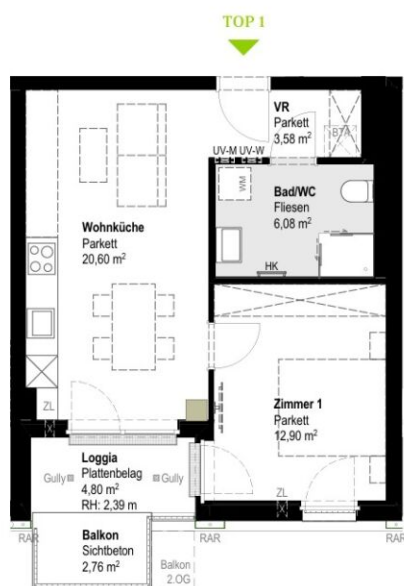 TOP 1
VR
Parkett
3,58 m²
BTA
UV-M UV-W
WM
Bad/WC
Fliesen
6,08 m²
HK
Wohnküche
Parkett
20,60 m²
Zimmer 1
Parkett
12,90 m²
ZL
Loggia
Plattenbelag
Gully
Gully
4,80 m²
RH: 2,39 m
ZL
Balkon
Sichtbeton
2,76 m²
RAR
RAR
RAR
Balkon
2.OG